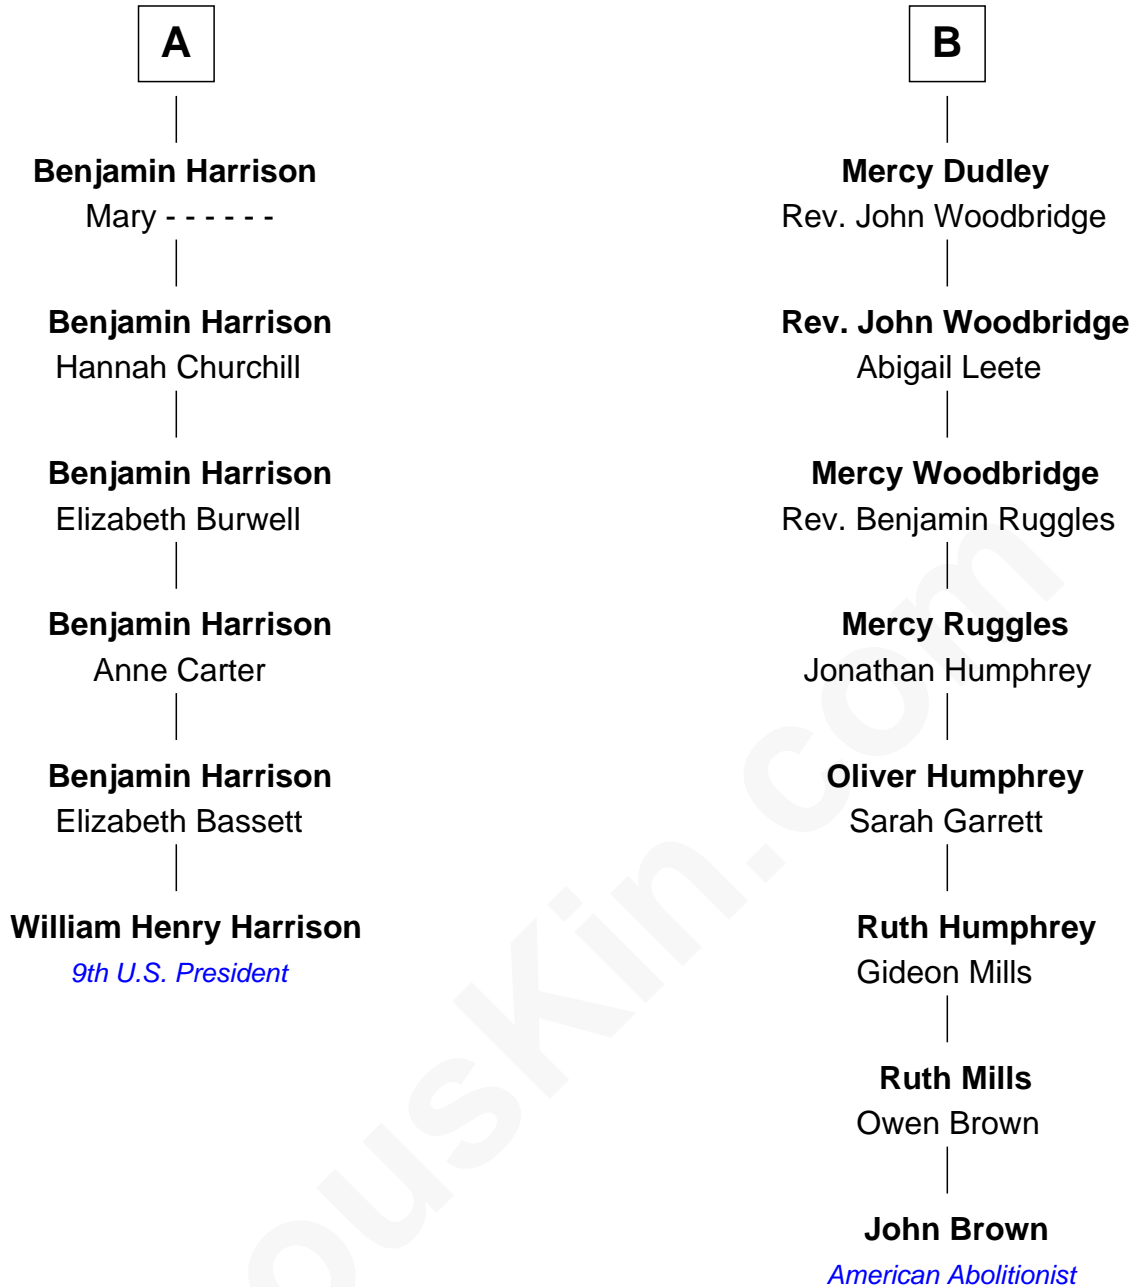 A
Benjamin Harrison
Mary - - - - - -
Benjamin Harrison
Hannah Churchill
Benjamin Harrison
Elizabeth Burwell
Benjamin Harrison
Anne Carter
Benjamin Harrison
Elizabeth Bassett
William Henry Harrison
9th U.S. President
B
Mercy Dudley
Rev. John Woodbridge
Rev. John Woodbridge
Abigail Leete
Mercy Woodbridge
Rev. Benjamin Ruggles
Mercy Ruggles
Jonathan Humphrey
Oliver Humphrey
Sarah Garrett
Ruth Humphrey
Gideon Mills
Ruth Mills
Owen Brown
John Brown
American Abolitionist
ousKin.com